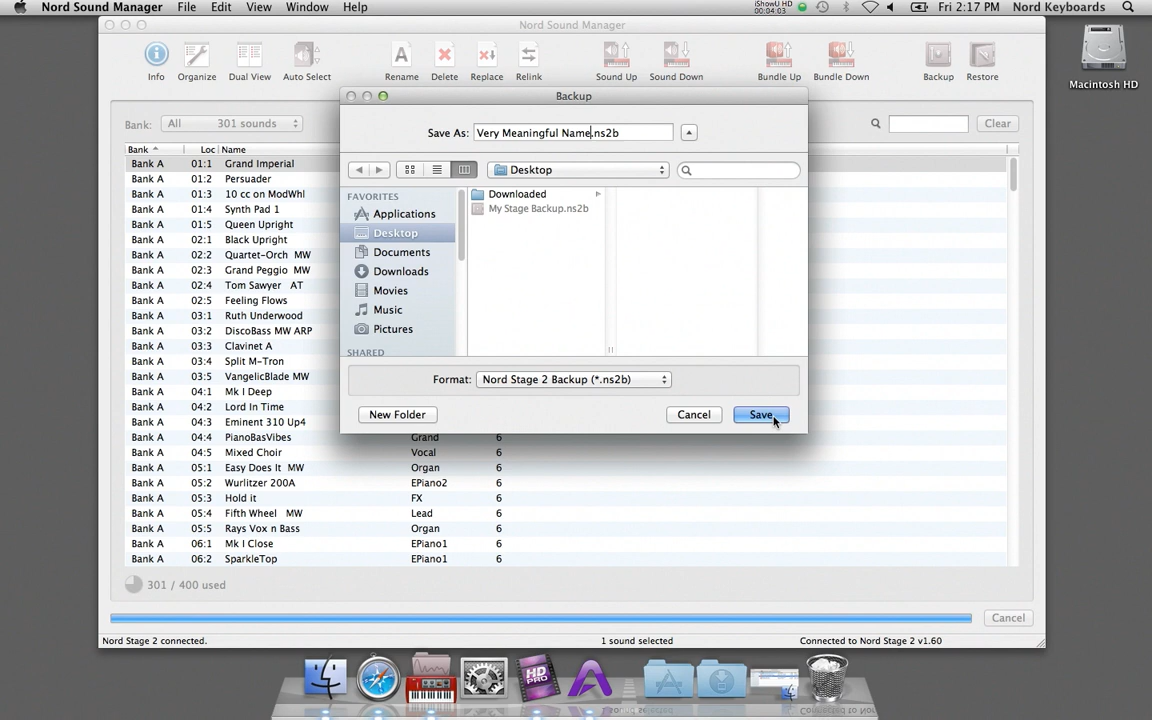 Nord Sound Manager File Edit View Window Help iShowU HD 00:04:03 Fri 2:17 PM Nord Keyboards
Nord Sound Manager
Macintosh HD
Info Organize Dual View Auto Select Rename Delete Replace Relink Sound Up Sound Down Bundle Up Bundle Down Backup Restore
Backup
Bank: All 301 sounds Clear
Save As: Very Meaningful Name.ns2b
Desktop
Bank Loc Name
Bank A 01:1 Grand Imperial
Bank A 01:2 Persuader
Bank A 01:3 10 cc on ModWhl
Bank A 01:4 Synth Pad 1
Bank A 01:5 Queen Upright
Bank A 02:1 Black Upright
Bank A 02:2 Quartet-Orch MW
Bank A 02:3 Grand Peggio MW
Bank A 02:4 Tom Sawyer AT
Bank A 02:5 Feeling Flows
Bank A 03:1 Ruth Underwood
Bank A 03:2 DiscoBass MW ARP
Bank A 03:3 Clavinet A
Bank A 03:4 Split M-Tron
Bank A 03:5 VangelicBlade MW
Bank A 04:1 Mk I Deep
Bank A 04:2 Lord In Time
Bank A 04:3 Eminent 310 Up4
Bank A 04:4 PianoBasVibes Grand 6
Bank A 04:5 Mixed Choir Vocal 6
Bank A 05:1 Easy Does It MW Organ 6
Bank A 05:2 Wurlitzer 200A EPiano2 6
Bank A 05:3 Hold it FX 6
Bank A 05:4 Fifth Wheel MW Lead 6
Bank A 05:5 Rays Vox n Bass Organ 6
Bank A 06:1 Mk I Close EPiano1 6
Bank A 06:2 SparkleTop EPiano1 6
FAVORITES
Applications
Desktop
Documents
Downloads
Movies
Music
Pictures
SHARED
Downloaded
My Stage Backup.ns2b
Format: Nord Stage 2 Backup (*.ns2b)
New Folder Cancel Save
301 / 400 used
Cancel
Nord Stage 2 connected. 1 sound selected Connected to Nord Stage 2 v1.60
HD PRO